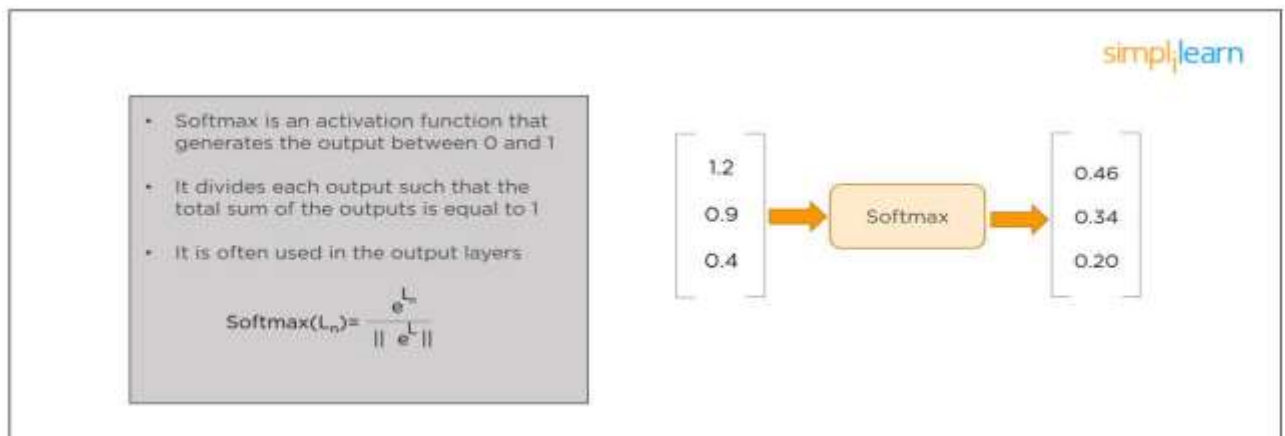 simplilearn
• Softmax is an activation function that
generates the output between 0 and 1
• It divides each output such that the
total sum of the outputs is equal to 1
• It is often used in the output layers
Softmax(Lₙ)= e^Lₙ / || e^L ||
1.2
0.9
0.4
Softmax
0.46
0.34
0.20